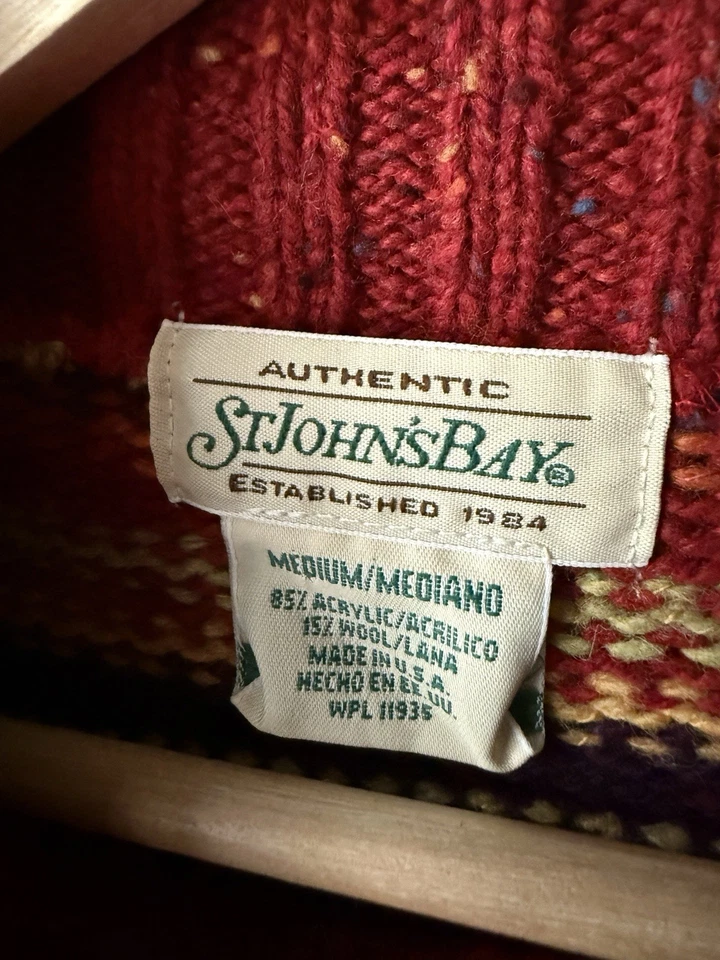 AUTHENTIC
ST JOHN'S BAY®
ESTABLISHED 1984
MEDIUM/MEDIANO
85% ACRYLIC/ACRILICO
15% WOOL/LANA
MADE IN U.S.A.
HECHO EN EE.UU.
WPL 11935